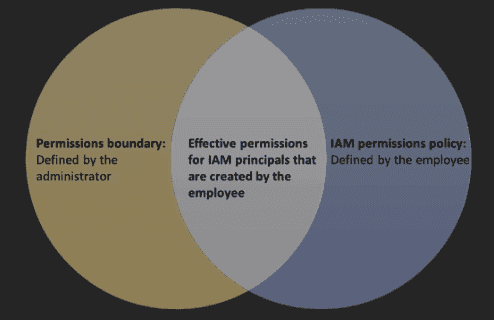 Permissions boundary:
Defined by the
administrator
Effective permissions
for IAM principals that
are created by the
employee
IAM permissions policy:
Defined by the employee